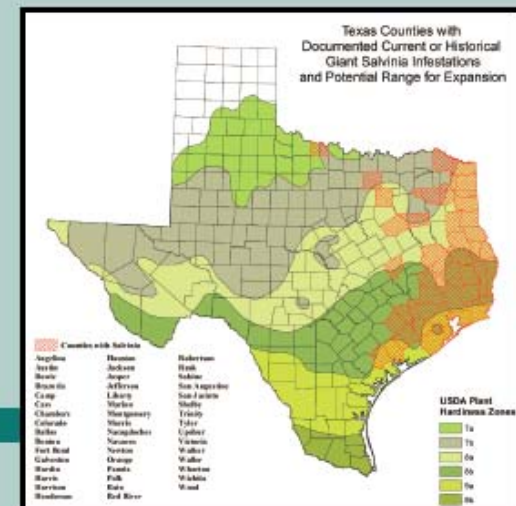 Texas Counties with
Documented Current or Historical
Giant Salvinia Infestations
and Potential Range for Expansion
Counties with Salvinia
Angelina
Austin
Bowie
Brazoria
Camp
Cass
Chambers
Colorado
Dallas
Denton
Fort Bend
Galveston
Hardin
Harris
Harrison
Henderson
Houston
Jackson
Jasper
Jefferson
Liberty
Marion
Montgomery
Morris
Nacogdoches
Navarro
Newton
Orange
Panola
Polk
Rains
Red River
Robertson
Rusk
Sabine
San Augustine
San Jacinto
Shelby
Trinity
Tyler
Upshur
Victoria
Walker
Waller
Wharton
Wichita
Wood
USDA Plant
Hardiness Zones
7a
7b
8a
8b
9a
9b